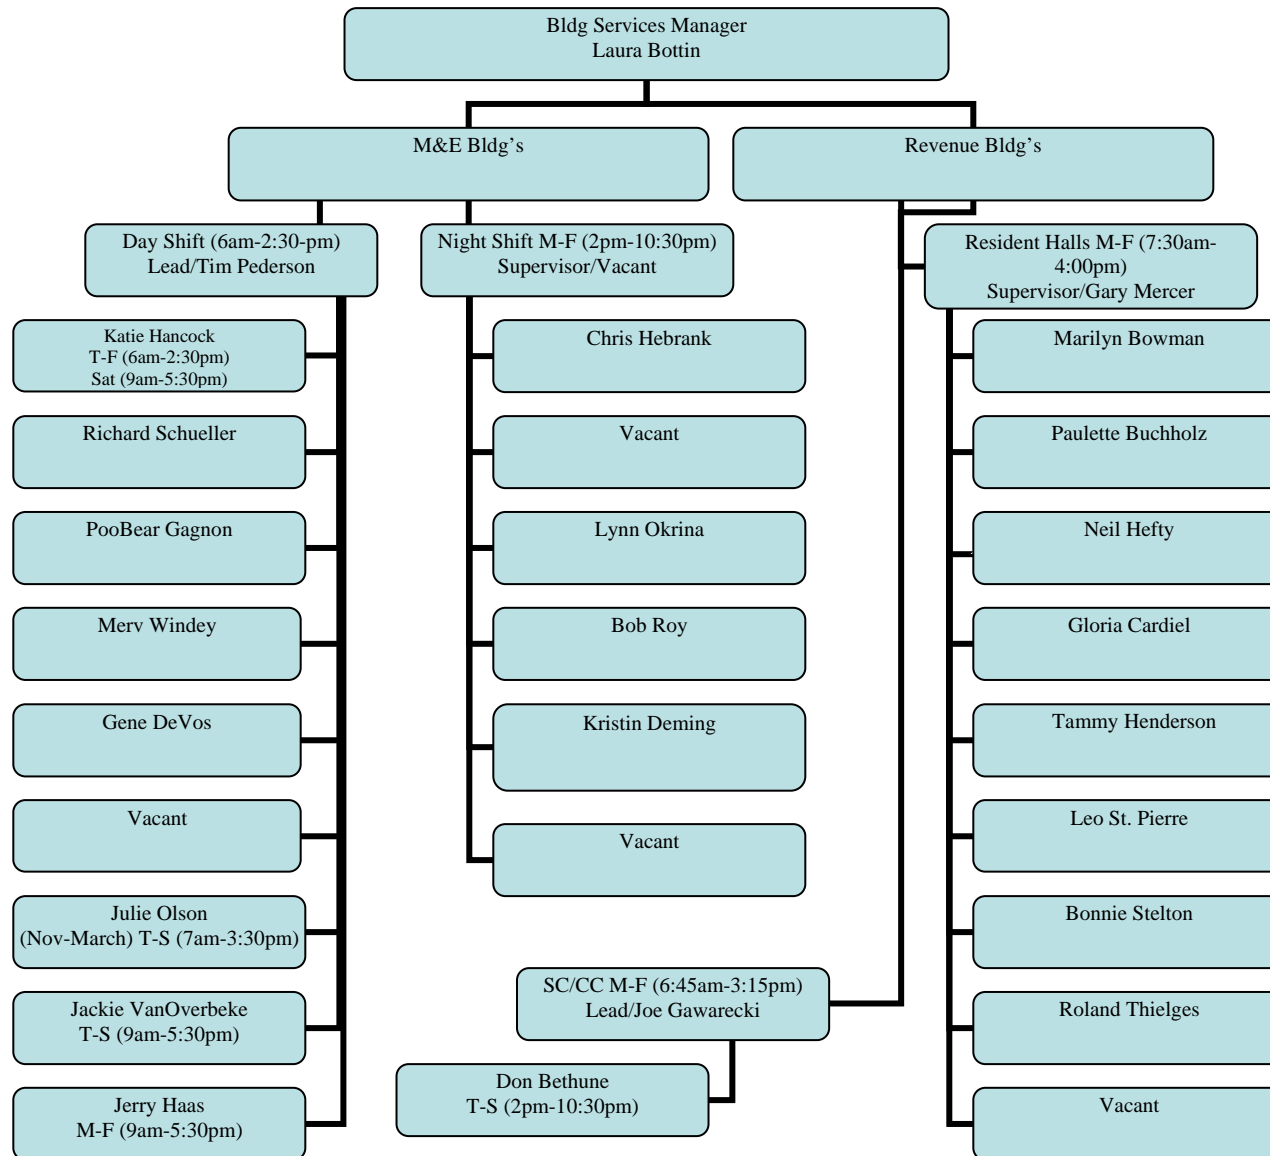 Bldg Services Manager
Laura Bottin
M&E Bldg’s
Revenue Bldg’s
Day Shift (6am-2:30-pm)
Lead/Tim Pederson
Night Shift M-F (2pm-10:30pm)
Supervisor/Vacant
Resident Halls M-F (7:30am-
4:00pm)
Supervisor/Gary Mercer
Katie Hancock
T-F (6am-2:30pm)
Sat (9am-5:30pm)
Richard Schueller
PooBear Gagnon
Merv Windey
Gene DeVos
Vacant
Julie Olson
(Nov-March) T-S (7am-3:30pm)
Jackie VanOverbeke
T-S (9am-5:30pm)
Jerry Haas
M-F (9am-5:30pm)
Chris Hebrank
Vacant
Lynn Okrina
Bob Roy
Kristin Deming
Vacant
SC/CC M-F (6:45am-3:15pm)
Lead/Joe Gawarecki
Don Bethune
T-S (2pm-10:30pm)
Marilyn Bowman
Paulette Buchholz
Neil Hefty
Gloria Cardiel
Tammy Henderson
Leo St. Pierre
Bonnie Stelton
Roland Thielges
Vacant